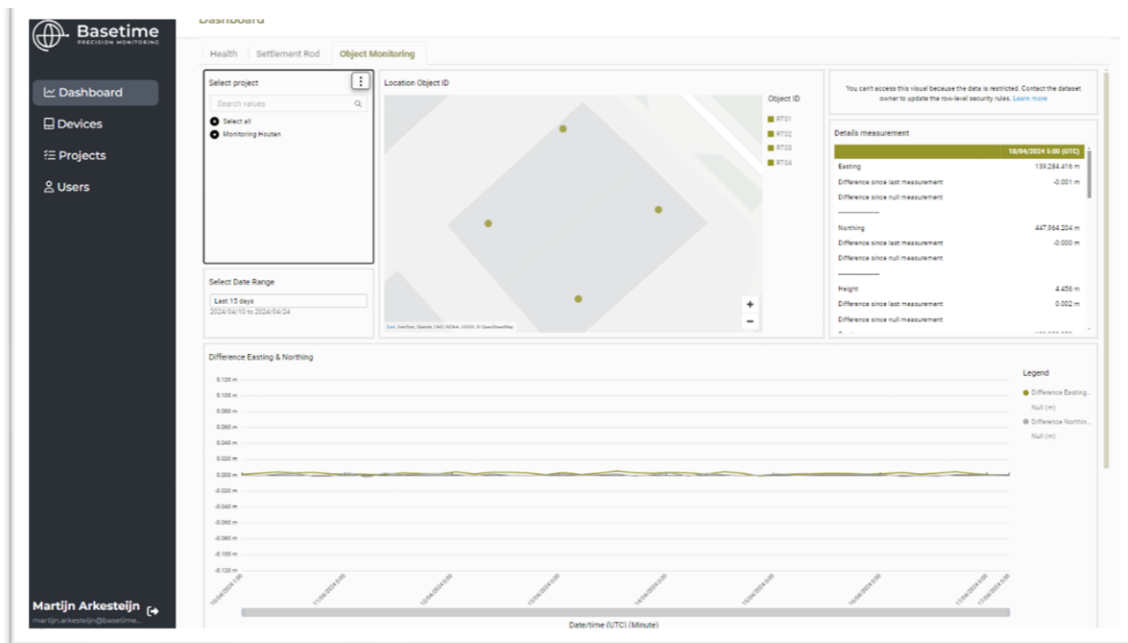 Basetime
PRECISION MONITORING
Dashboard
Dashboard
Devices
Projects
Users
Martijn Arkesteijn
martijn.arkesteijn@basetime...
Health
Settlement Rod
Object Monitoring
Select project
Search values
Select all
Monitoring Houten
Select Date Range
Last 15 days
2024/04/10 to 2024/04/24
Location Object ID
Object ID
RT01
RT02
RT03
RT04
+
−
You can't access this visual because the data is restricted. Contact the dataset
owner to update the row-level security rules. Learn more
Details measurement
18/04/2024 5:00 (UTC)
Easting 139,284.416 m
Difference since last measurement -0.001 m
Difference since null measurement
------------------
Northing 447,964.204 m
Difference since last measurement -0.000 m
Difference since null measurement
------------------
Height 4.456 m
Difference since last measurement 0.002 m
Difference since null measurement
Difference Easting & Northing
0.120 m
0.100 m
0.080 m
0.060 m
0.040 m
0.020 m
0.000 m
-0.020 m
-0.040 m
-0.060 m
-0.080 m
-0.100 m
-0.120 m
Date/time (UTC) (Minute)
Legend
Difference Easting...
Null (m)
Difference Northin...
Null (m)